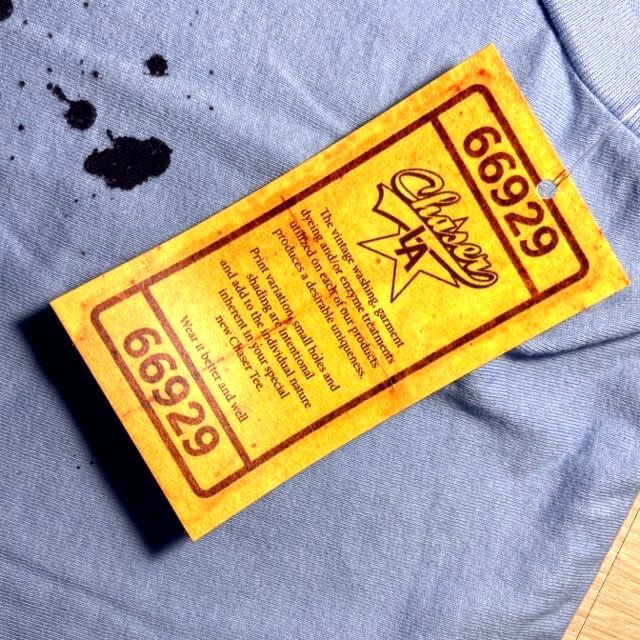 66929
Chaser
LA
The vintage washing, garment
dyeing and/or enzyme treatments
utilized on each of our products
produces a desirable uniqueness.
Print variation, small holes and
shading are intentional
and add to the individual nature
inherent in your special
new Chaser Tee.
Wear it better and well
66929